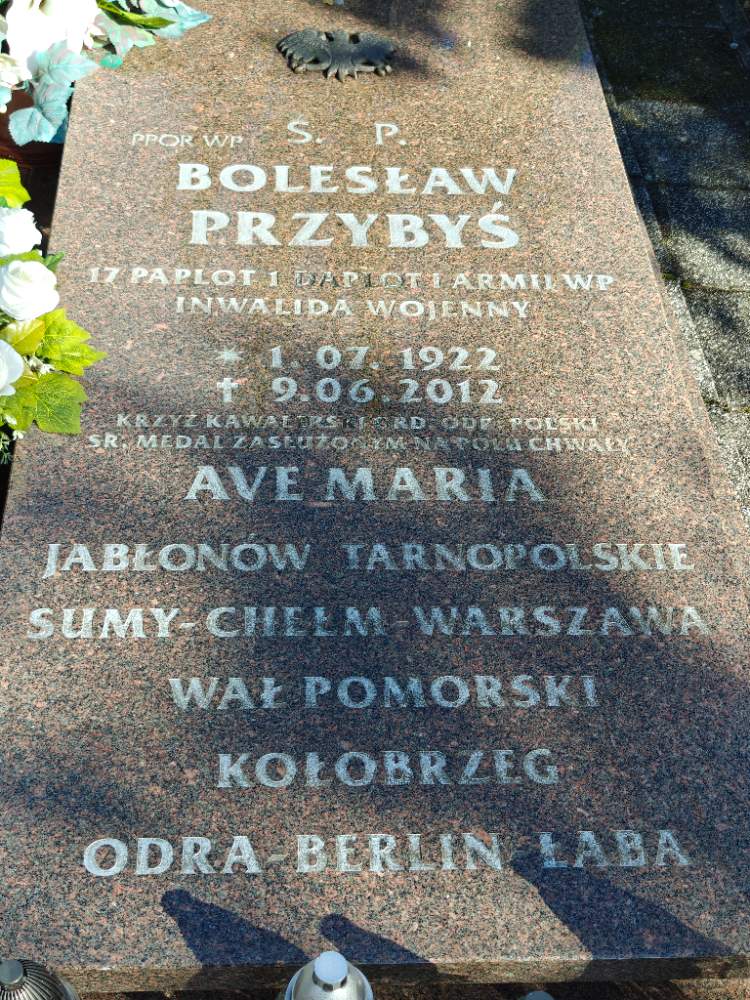 PPOR WP Ś. P.
BOLESŁAW
PRZYBYŚ
17 PAPLOT 1 DAPLOT I ARMII WP
INWALIDA WOJENNY
* 1.07.1922
† 9.06.2012
KRZYŻ KAWALERSKI ORD. ODR. POLSKI
SR. MEDAL ZASŁUŻONYM NA POLU CHWAŁY
AVE MARIA
JABŁONÓW TARNOPOLSKIE
SUMY-CHEŁM-WARSZAWA
WAŁ POMORSKI
KOŁOBRZEG
ODRA-BERLIN ŁABA